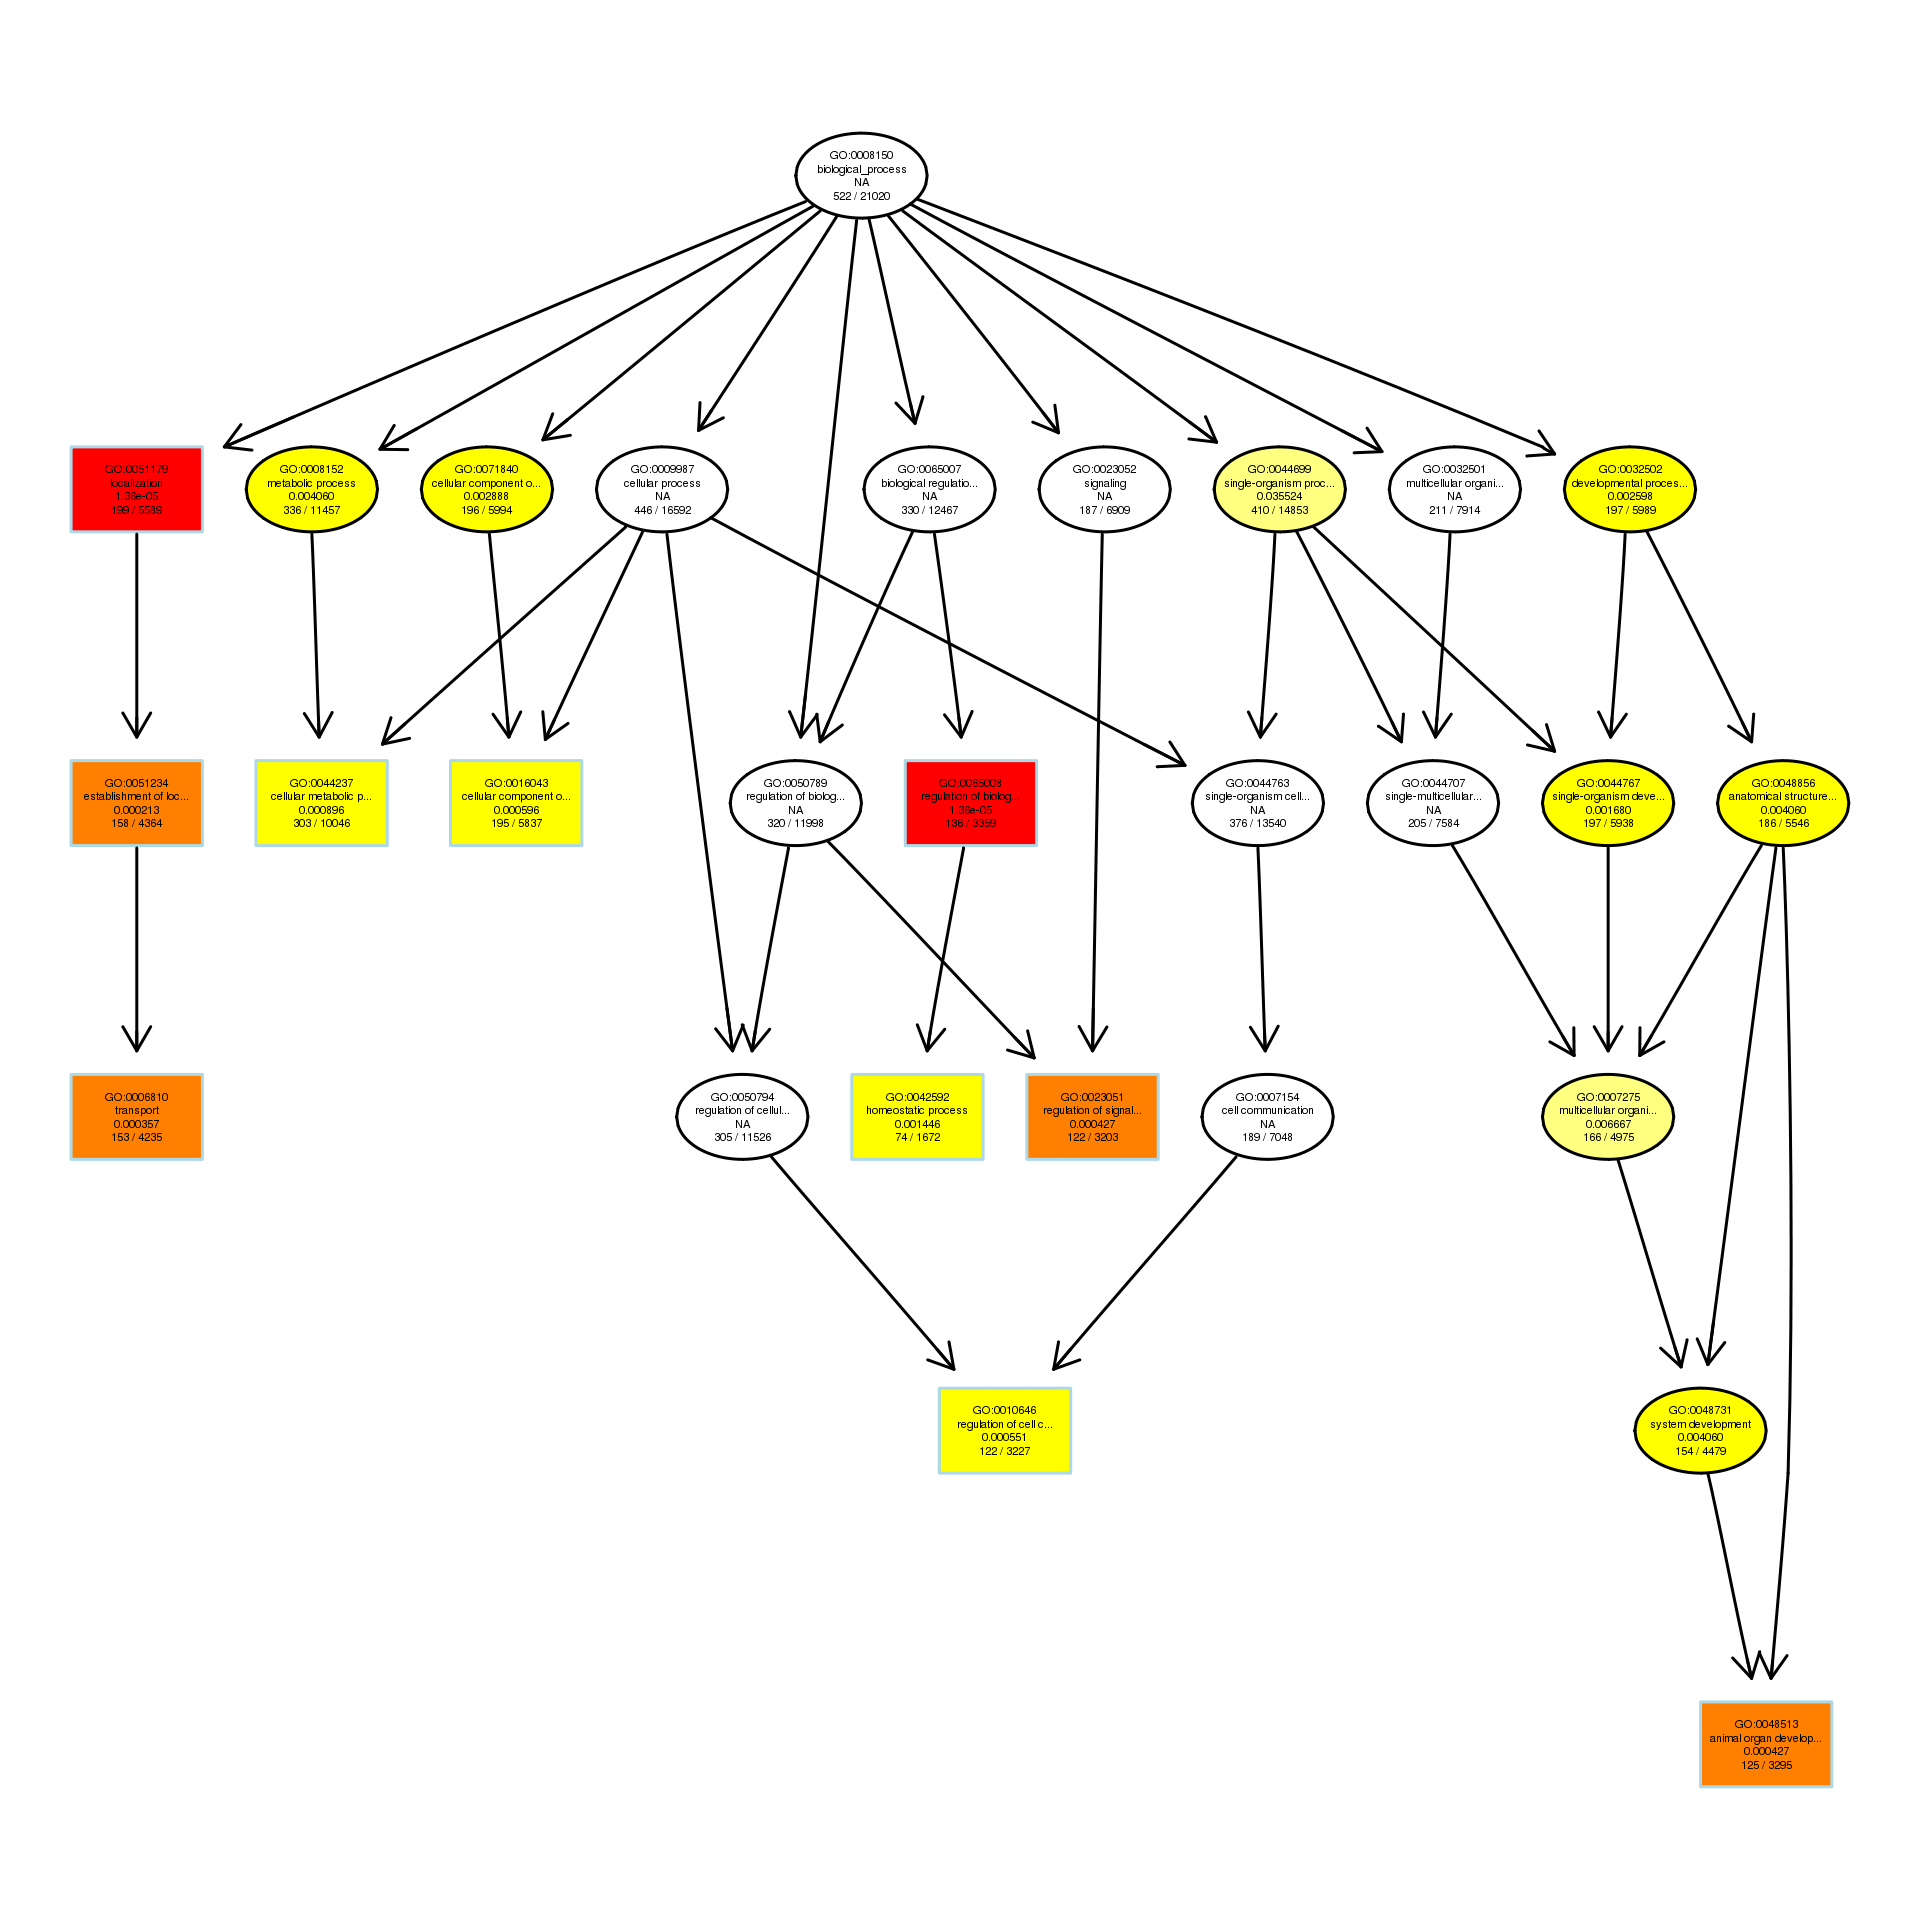 GO:0008150
biological_process
NA
522 / 21020
GO:0051179
localization
1.36e-05
199 / 5589
GO:0008152
metabolic process
0.004060
336 / 11457
GO:0071840
cellular component o...
0.002888
196 / 5994
GO:0009987
cellular process
NA
446 / 16592
GO:0065007
biological regulatio...
NA
330 / 12467
GO:0023052
signaling
NA
187 / 6909
GO:0044699
single-organism proc...
0.035524
410 / 14853
GO:0032501
multicellular organi...
NA
211 / 7914
GO:0032502
developmental proces...
0.002598
197 / 5989
GO:0051234
establishment of loc...
0.000213
158 / 4364
GO:0044237
cellular metabolic p...
0.000896
303 / 10046
GO:0016043
cellular component o...
0.000596
195 / 5837
GO:0050789
regulation of biolog...
NA
320 / 11998
GO:0065008
regulation of biolog...
1.36e-05
136 / 3359
GO:0044763
single-organism cell...
NA
376 / 13540
GO:0044707
single-multicellular...
NA
205 / 7584
GO:0044767
single-organism deve...
0.001680
197 / 5938
GO:0048856
anatomical structure...
0.004060
186 / 5546
GO:0006810
transport
0.000357
153 / 4235
GO:0050794
regulation of cellul...
NA
305 / 11526
GO:0042592
homeostatic process
0.001446
74 / 1672
GO:0023051
regulation of signal...
0.000427
122 / 3203
GO:0007154
cell communication
NA
189 / 7048
GO:0007275
multicellular organi...
0.006667
166 / 4975
GO:0010646
regulation of cell c...
0.000551
122 / 3227
GO:0048731
system development
0.004060
154 / 4479
GO:0048513
animal organ develop...
0.000427
125 / 3295